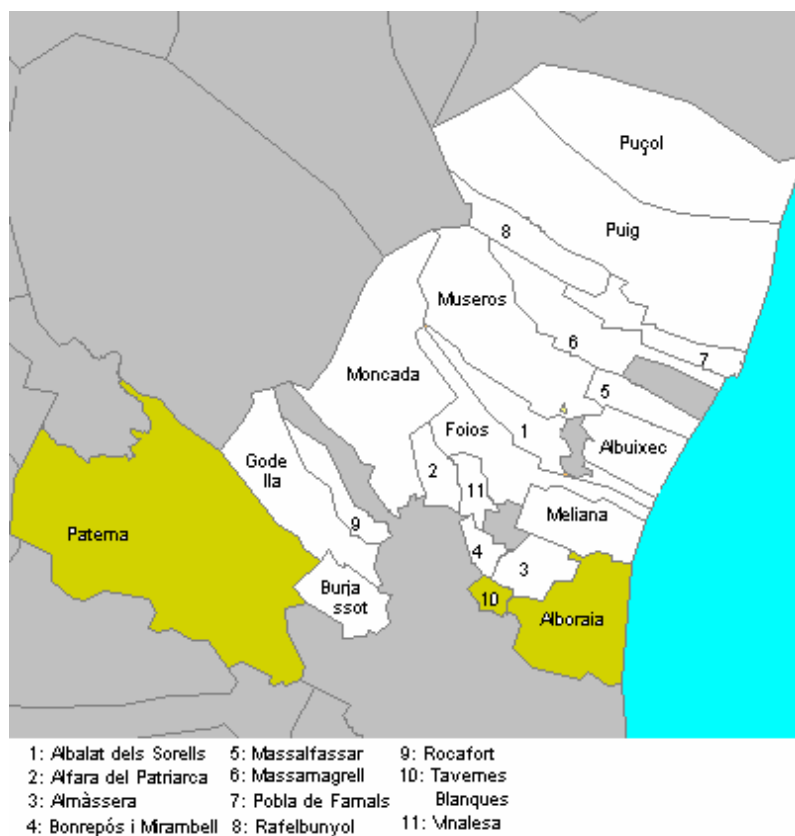 Puçol
Puig
8
Museros
6
7
Moncada
5
1
Foios
Albuixec
Gode
lla
2
11
9
Meliana
Paterna
4
3
Burja
ssot
10
Alboraia
1: Albalat dels Sorells
2: Alfara del Patriarca
3: Almàssera
4: Bonrepós i Mirambell
5: Massalfassar
6: Massamagrell
7: Pobla de Farnals
8: Rafelbunyol
9: Rocafort
10: Tavernes
Blanques
11: Vinalesa